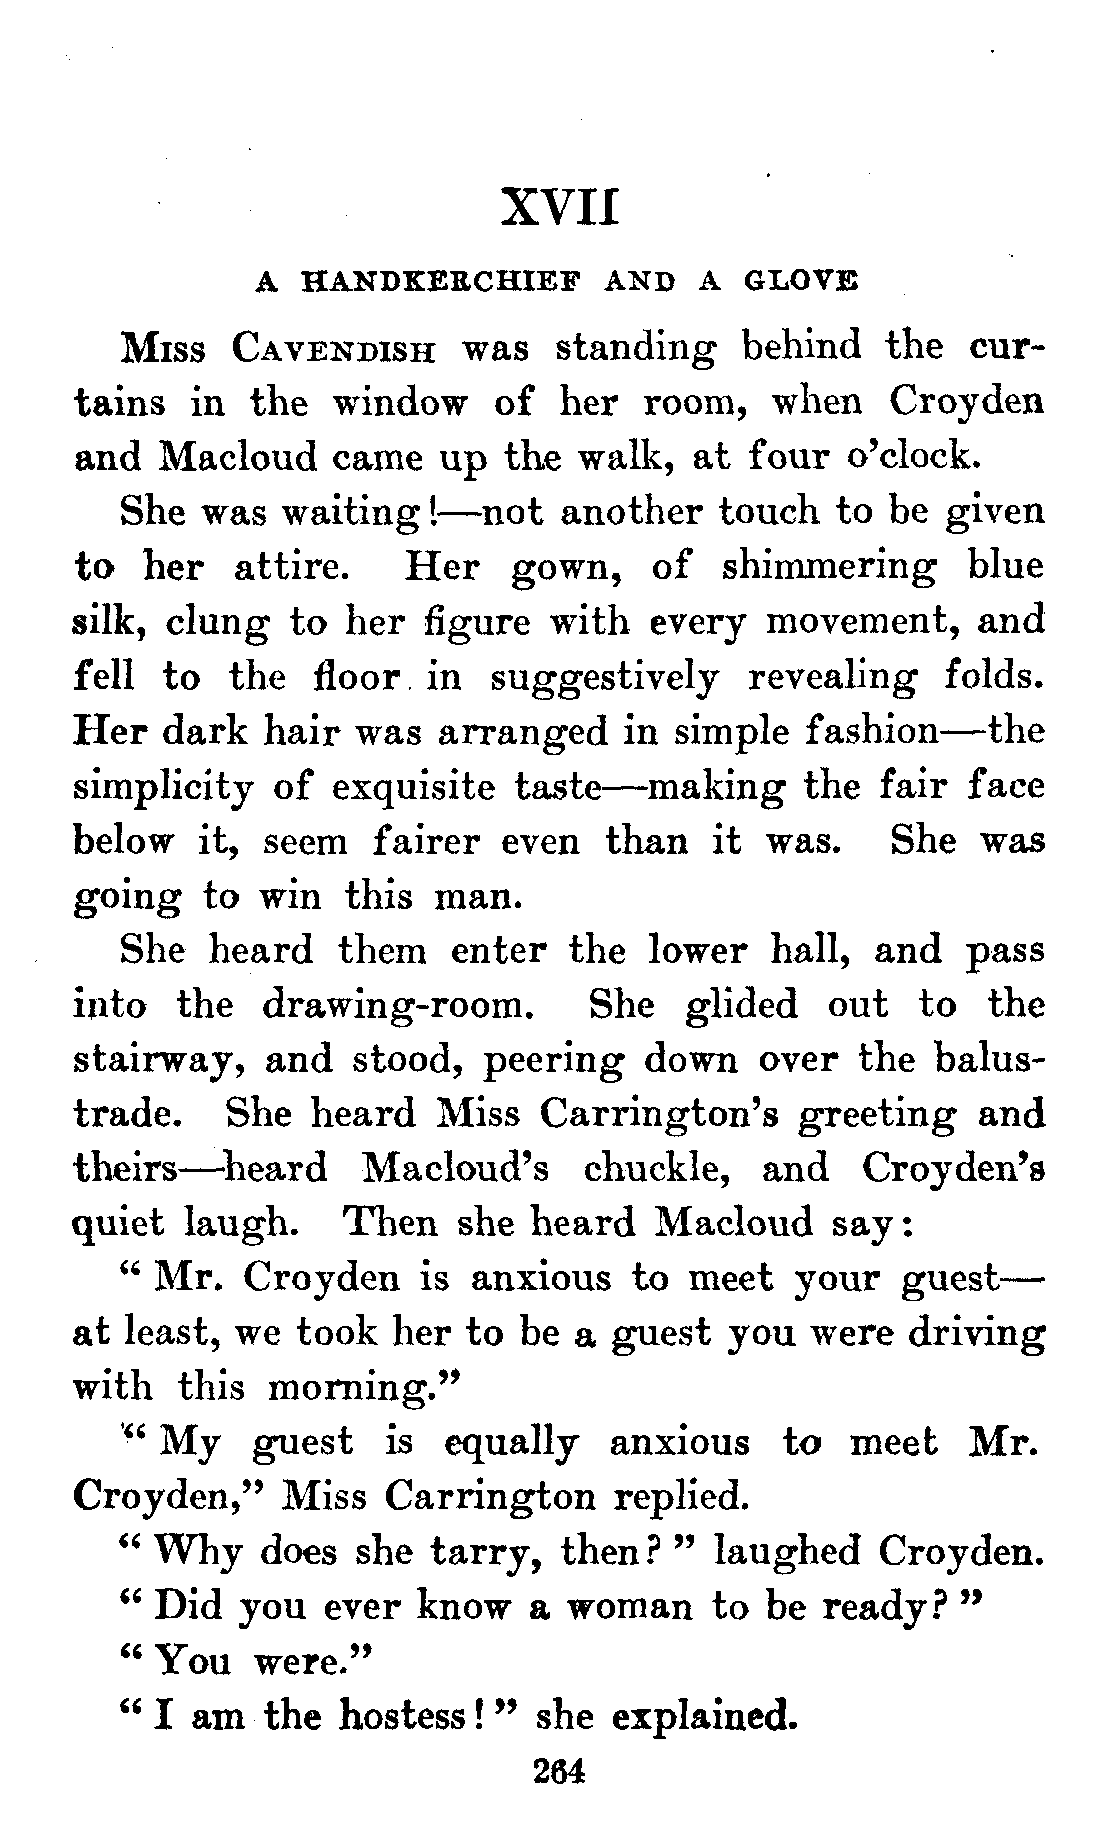 XVII
A HANDKERCHIEF AND A GLOVE
Miss Cavendish was standing behind the cur-
tains in the window of her room, when Croyden
and Macloud came up the walk, at four o'clock.
She was waiting!—not another touch to be given
to her attire. Her gown, of shimmering blue
silk, clung to her figure with every movement, and
fell to the floor in suggestively revealing folds.
Her dark hair was arranged in simple fashion—the
simplicity of exquisite taste—making the fair face
below it, seem fairer even than it was. She was
going to win this man.
She heard them enter the lower hall, and pass
into the drawing-room. She glided out to the
stairway, and stood, peering down over the balus-
trade. She heard Miss Carrington's greeting and
theirs—heard Macloud's chuckle, and Croyden's
quiet laugh. Then she heard Macloud say:
“ Mr. Croyden is anxious to meet your guest—
at least, we took her to be a guest you were driving
with this morning.”
“ My guest is equally anxious to meet Mr.
Croyden,” Miss Carrington replied.
“ Why does she tarry, then? ” laughed Croyden.
“ Did you ever know a woman to be ready? ”
“ You were.”
“ I am the hostess! ” she explained.
264